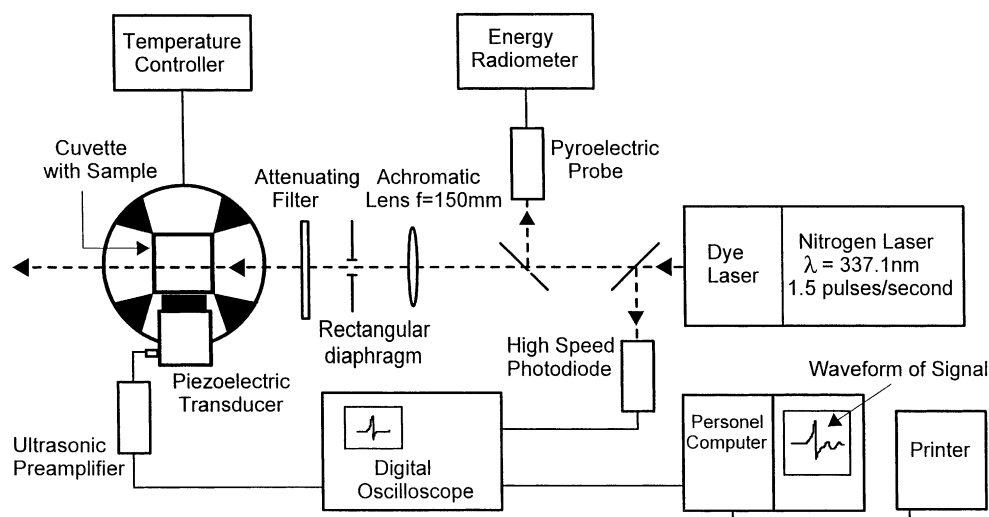 Temperature
Controller
Energy
Radiometer
Cuvette
with Sample
Attenuating
Filter
Achromatic
Lens f=150mm
Pyroelectric
Probe
Dye
Laser
Nitrogen Laser
λ = 337.1nm
1.5 pulses/second
Rectangular
diaphragm
High Speed
Photodiode
Piezoelectric
Transducer
Waveform of Signal
Ultrasonic
Preamplifier
Digital
Oscilloscope
Personel
Computer
Printer